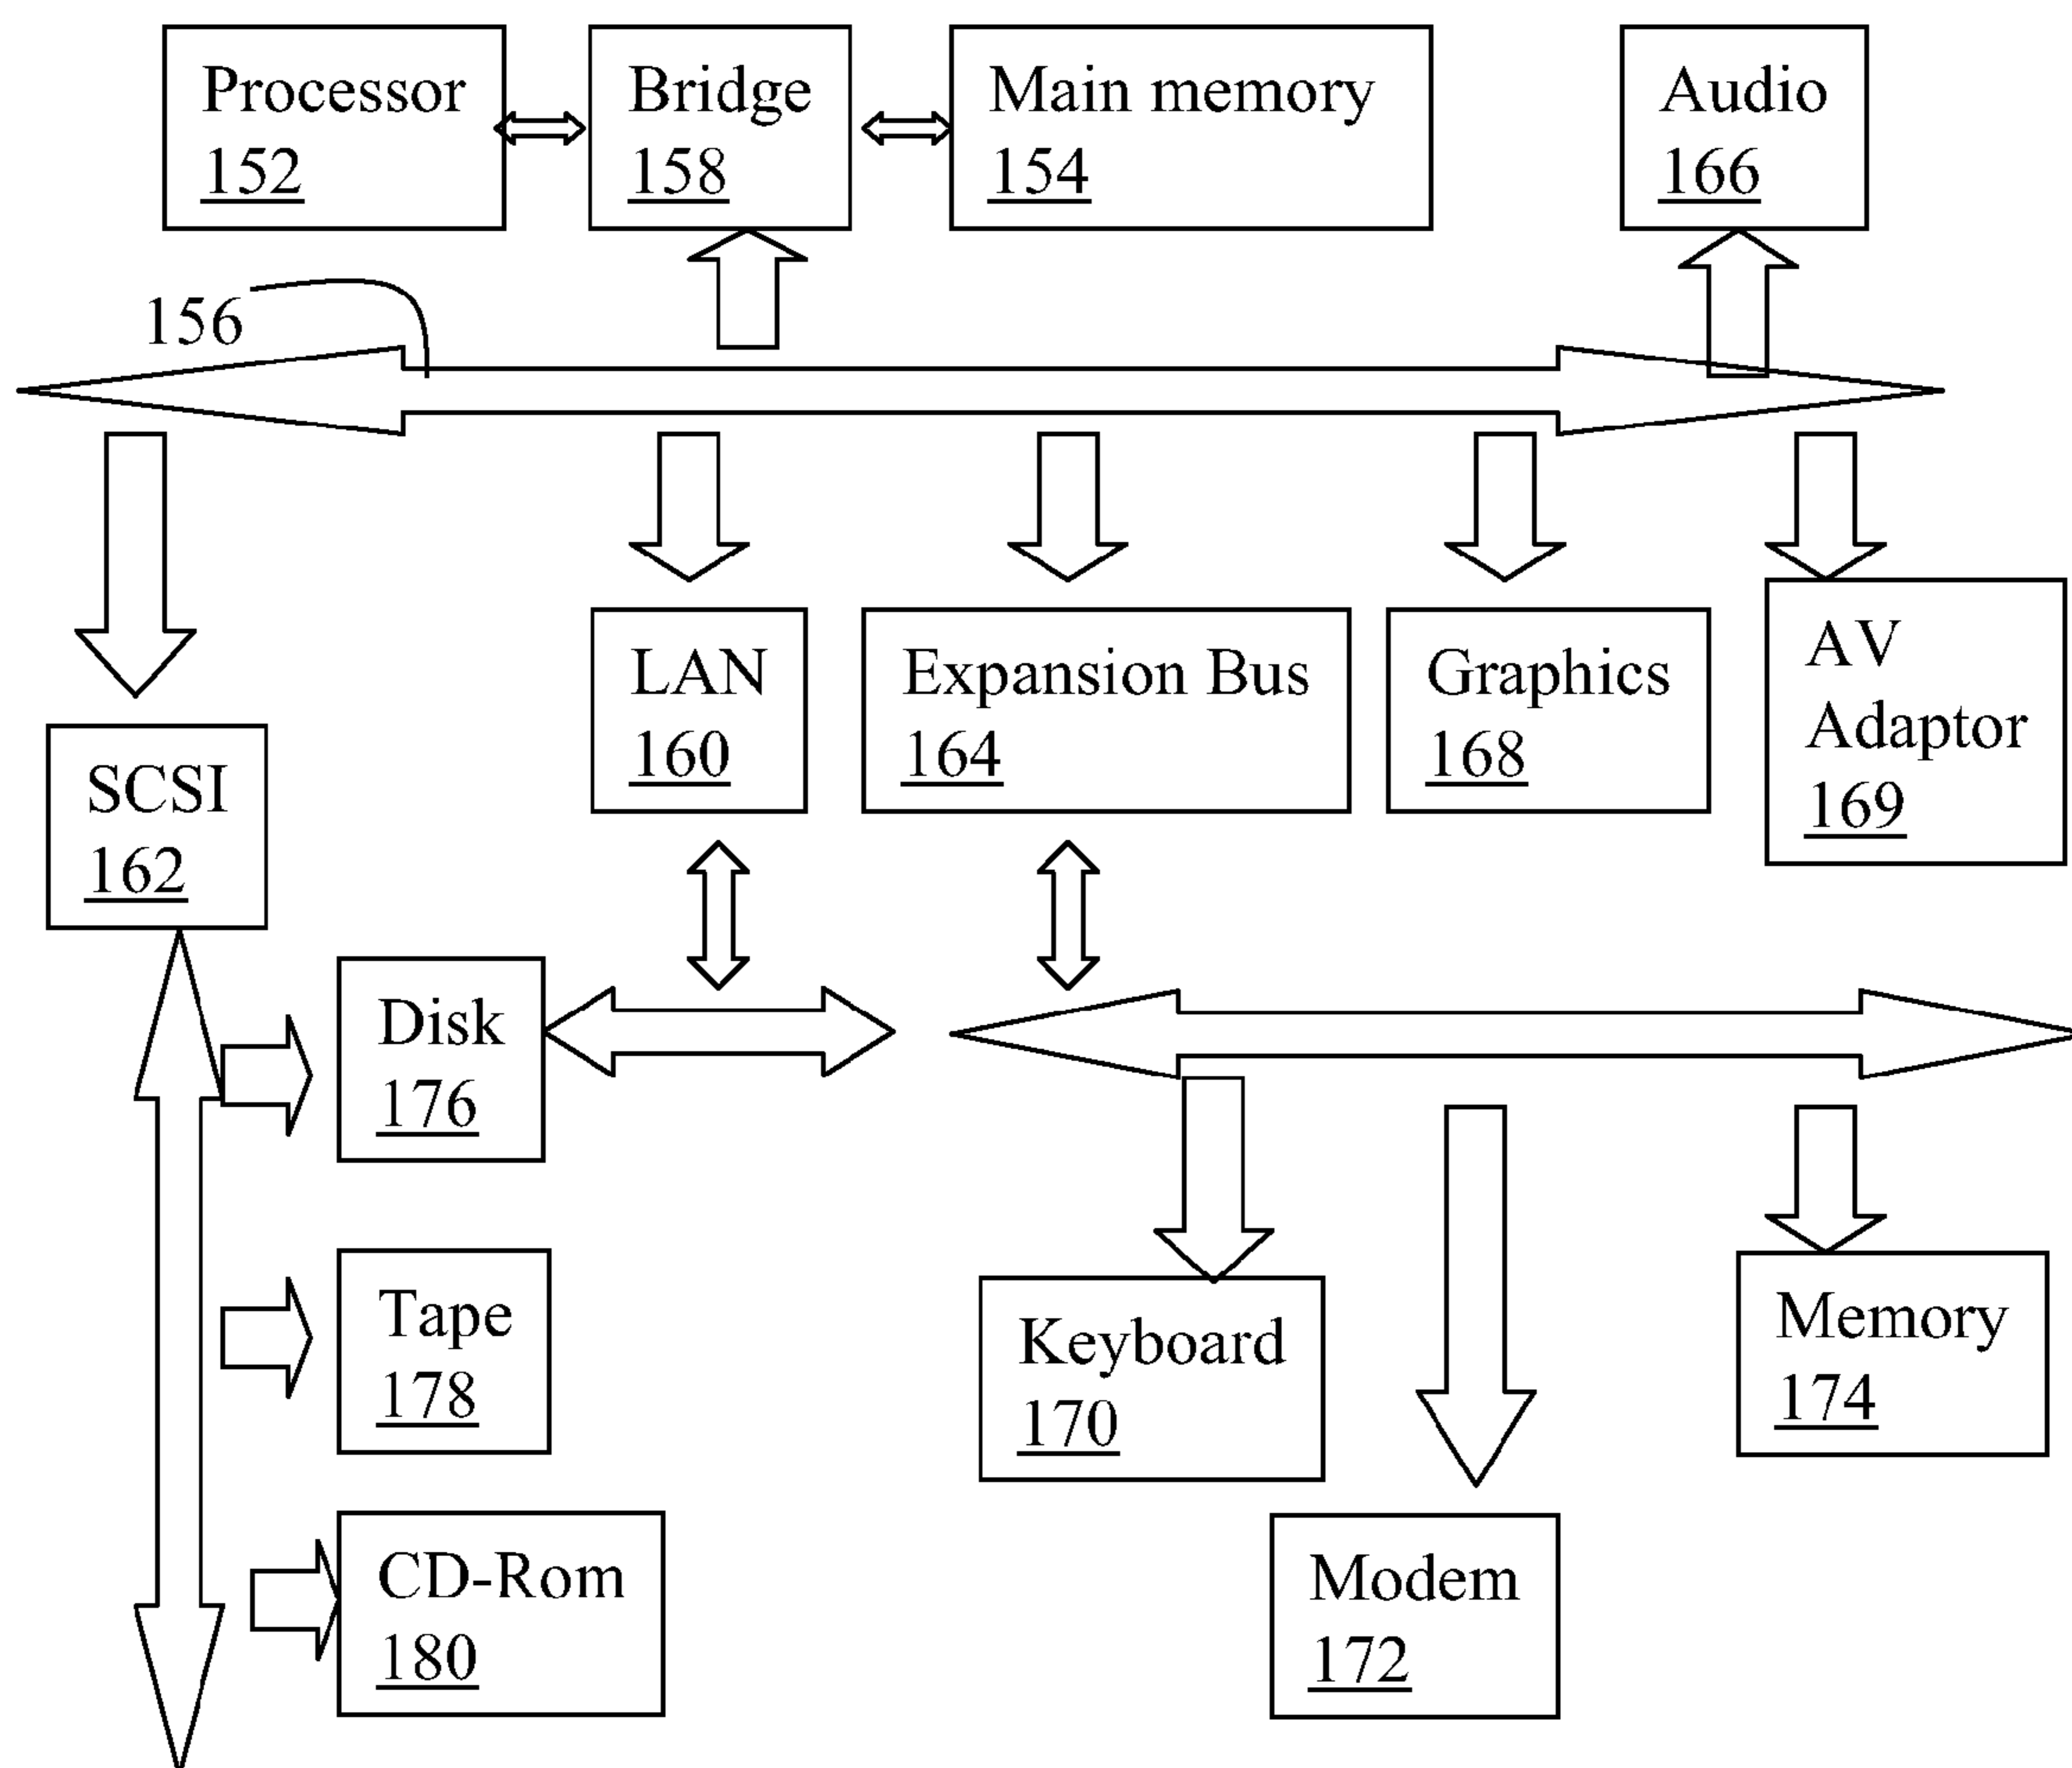 Processor
152
Bridge
158
Main memory
154
Audio
166
156
LAN
160
Expansion Bus
164
Graphics
168
AV
Adaptor
169
SCSI
162
Disk
176
Tape
178
Keyboard
170
Memory
174
CD-Rom
180
Modem
172